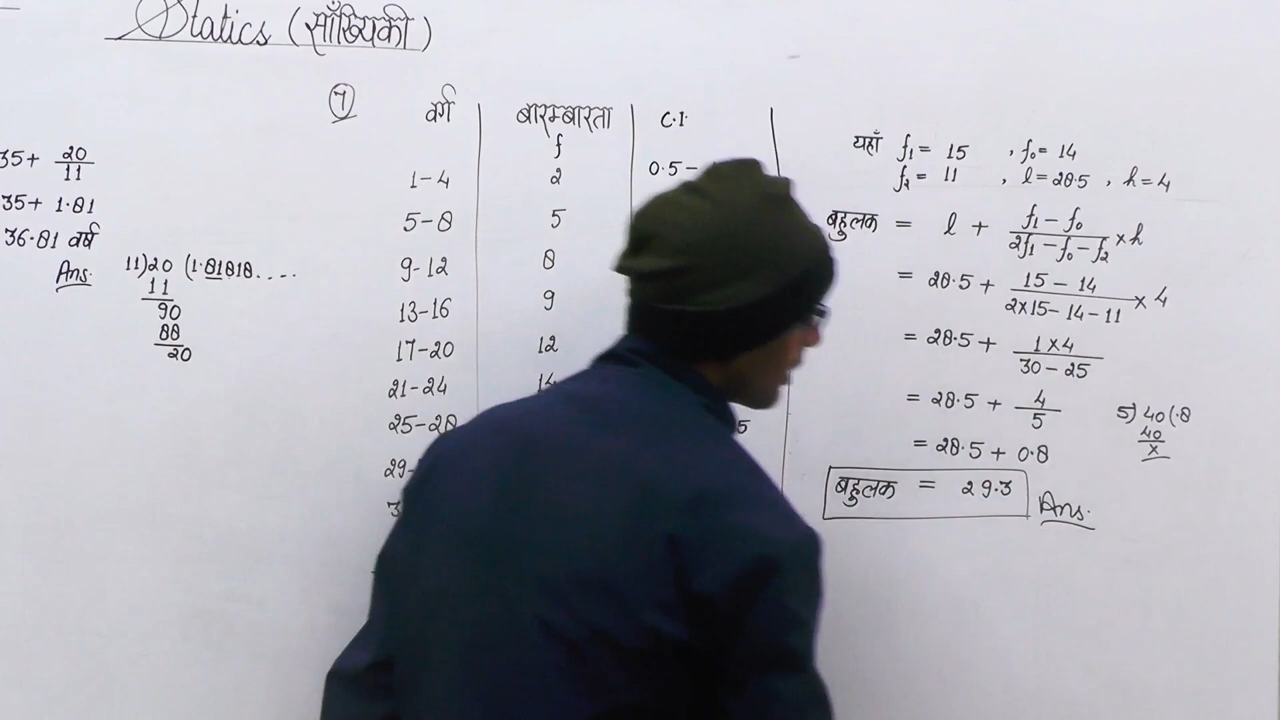 Statics (साँख्यिकी)
35+ 20/11
35+ 1.81
36.81 वर्ष
Ans.
11)20 (1.81818....
11
90
88
20
7
वर्ग बारम्बारता C.I.
f
1-4 2 0.5-
5-8 5
9-12 8
13-16 9
17-20 12
21-24 14
25-28 5
29-
3
यहाँ f₁ = 15 , f₀ = 14
f₂ = 11 , l = 28.5 , h = 4
बहुलक = l + (f₁ - f₀)/(2f₁ - f₀ - f₂) × h
= 28.5 + (15 - 14)/(2×15 - 14 - 11) × 4
= 28.5 + (1×4)/(30 - 25)
= 28.5 + 4/5
5) 40 (.8
40
x
= 28.5 + 0.8
बहुलक = 29.3 Ans.